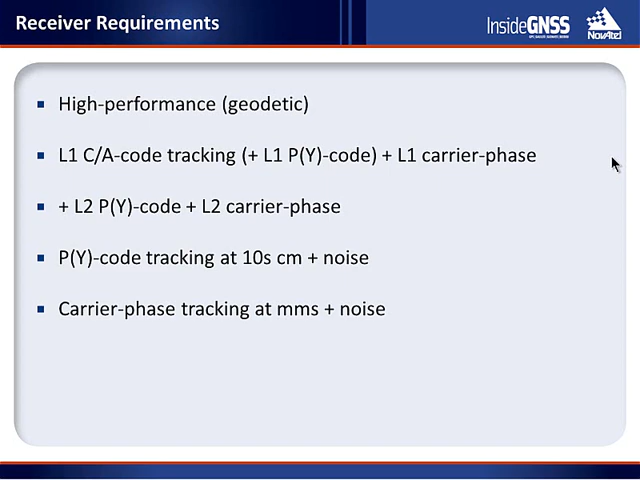 Receiver Requirements
InsideGNSS
NovAtel
High-performance (geodetic)
L1 C/A-code tracking (+ L1 P(Y)-code) + L1 carrier-phase
+ L2 P(Y)-code + L2 carrier-phase
P(Y)-code tracking at 10s cm + noise
Carrier-phase tracking at mms + noise